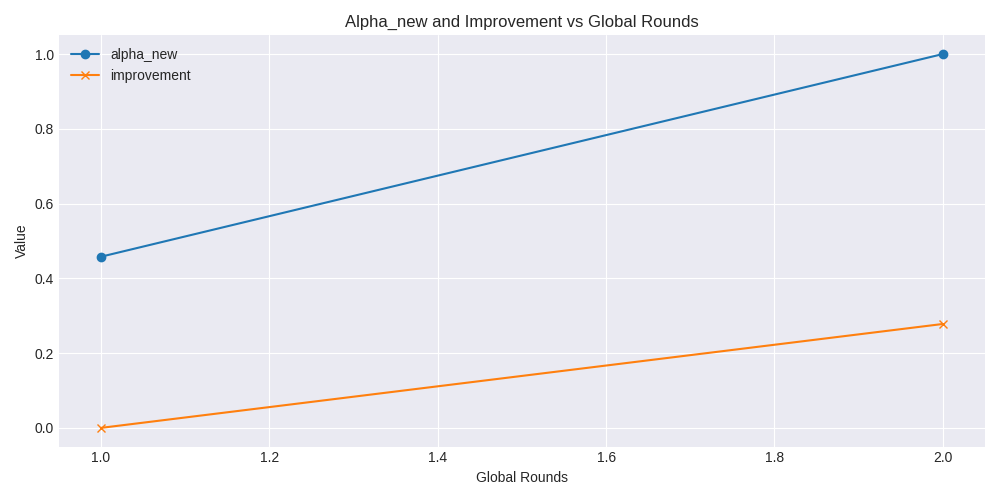 Alpha_new and Improvement vs Global Rounds
alpha_new
improvement
Value
1.0
0.8
0.6
0.4
0.2
0.0
1.0 1.2 1.4 1.6 1.8 2.0
Global Rounds